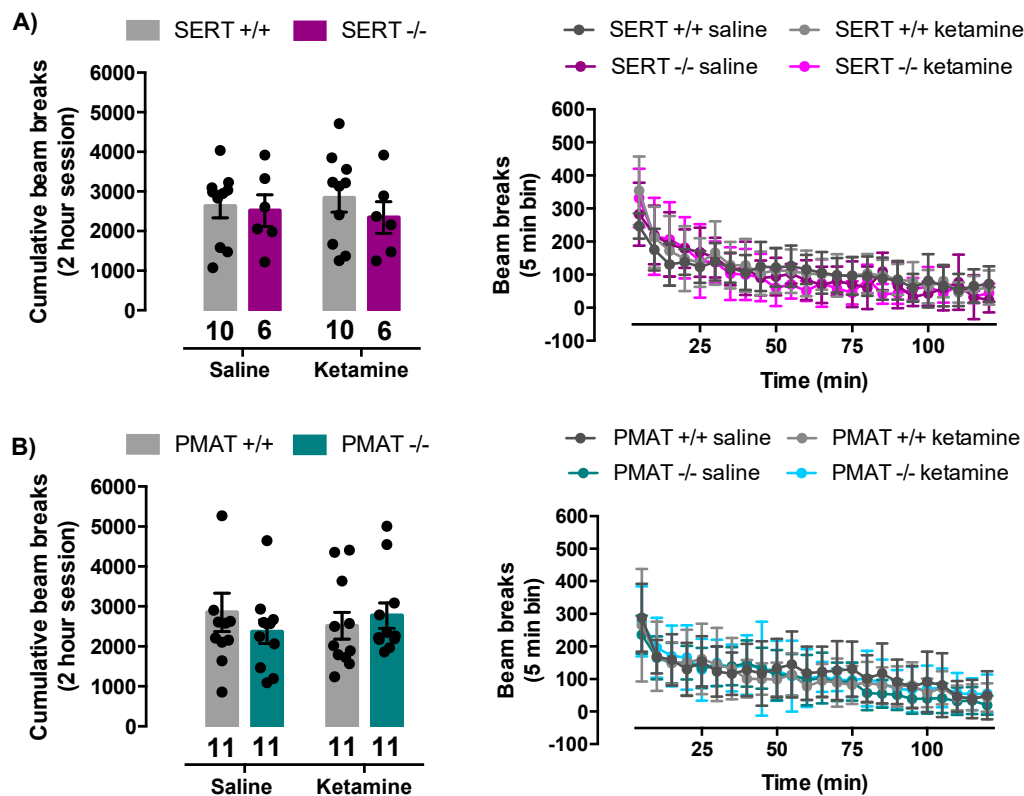 A)
SERT +/+ SERT -/-
Cumulative beam breaks
(2 hour session)
6000
5000
4000
3000
2000
1000
0
10 6 10 6
Saline Ketamine
SERT +/+ saline SERT +/+ ketamine
SERT -/- saline SERT -/- ketamine
Beam breaks
(5 min bin)
600
500
400
300
200
100
0
-100
25 50 75 100
Time (min)
B)
PMAT +/+ PMAT -/-
Cumulative beam breaks
(2 hour session)
6000
5000
4000
3000
2000
1000
0
11 11 11 11
Saline Ketamine
PMAT +/+ saline PMAT +/+ ketamine
PMAT -/- saline PMAT -/- ketamine
Beam breaks
(5 min bin)
600
500
400
300
200
100
0
-100
25 50 75 100
Time (min)